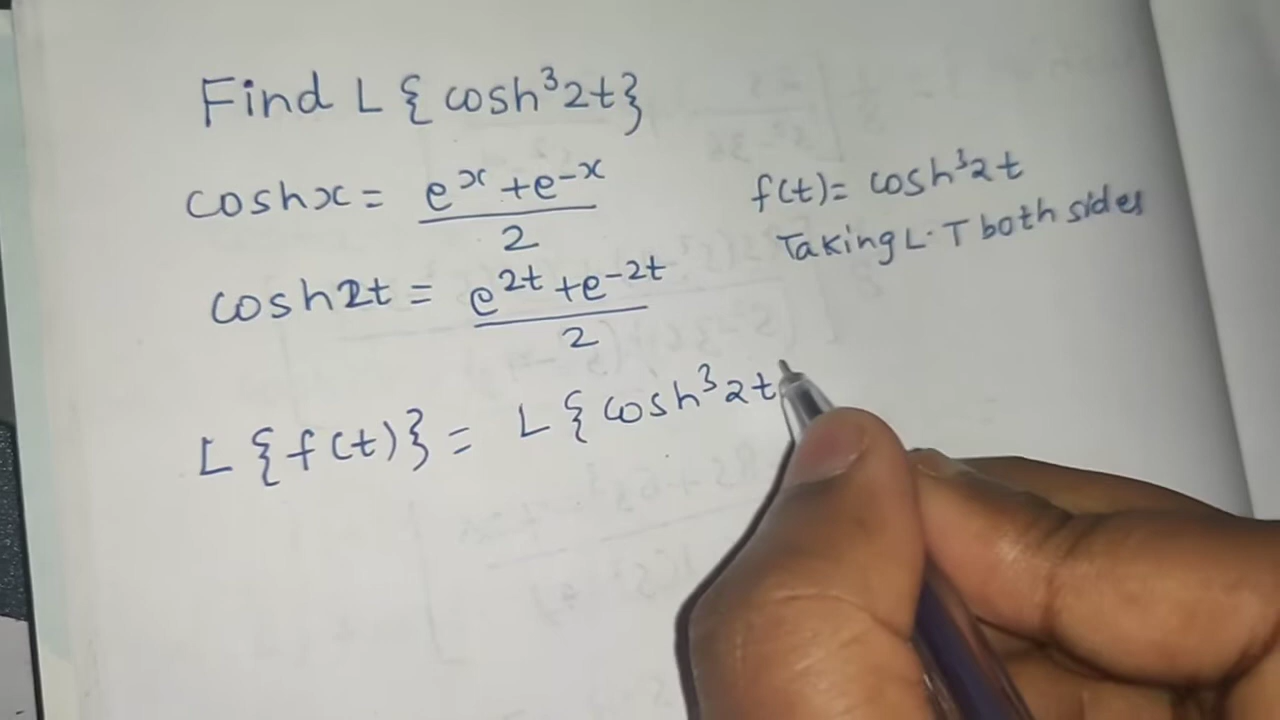 Find L { cosh³2t}
coshx = e^x + e^-x / 2
f(t) = cosh³2t
Taking L.T both sides
cosh2t = e^2t + e^-2t / 2
L {f(t)} = L { cosh³2t